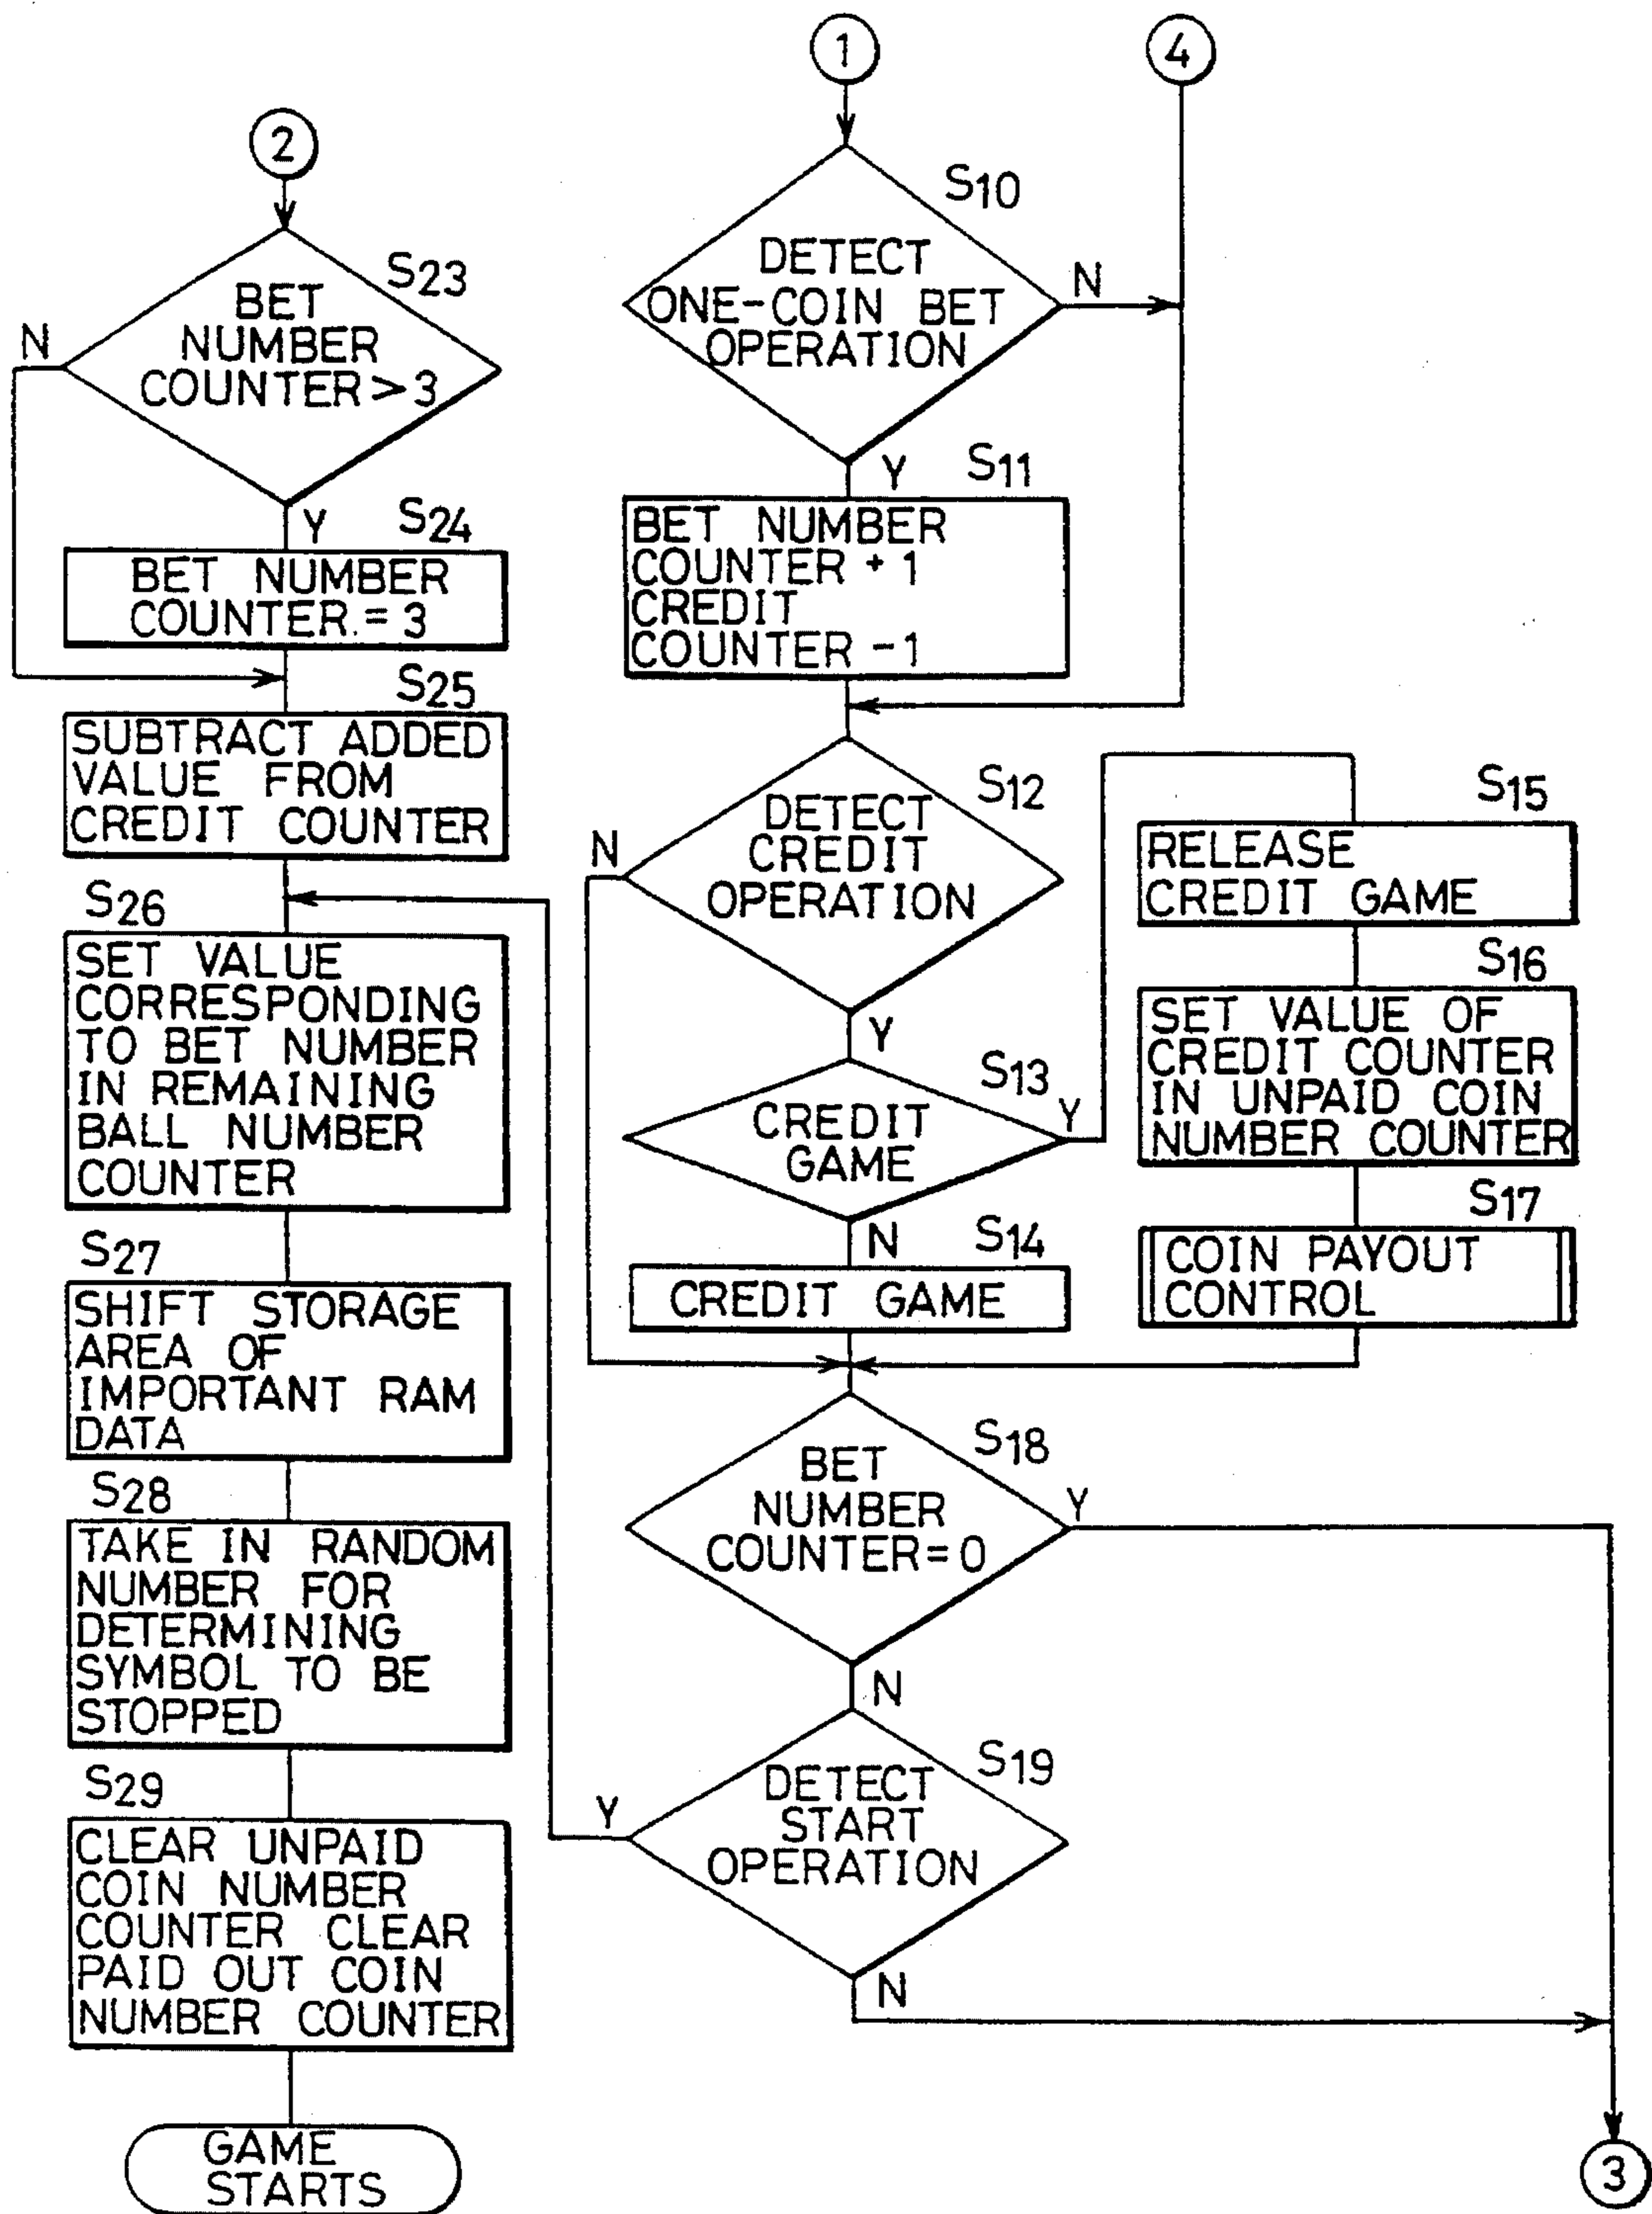 2
S23
BET
NUMBER
COUNTER > 3
N
Y
S24
BET NUMBER
COUNTER = 3
S25
SUBTRACT ADDED
VALUE FROM
CREDIT COUNTER
S26
SET VALUE
CORRESPONDING
TO BET NUMBER
IN REMAINING
BALL NUMBER
COUNTER
S27
SHIFT STORAGE
AREA OF
IMPORTANT RAM
DATA
S28
TAKE IN RANDOM
NUMBER FOR
DETERMINING
SYMBOL TO BE
STOPPED
S29
CLEAR UNPAID
COIN NUMBER
COUNTER CLEAR
PAID OUT COIN
NUMBER COUNTER
GAME
STARTS
1
4
S10
DETECT
ONE-COIN BET
OPERATION
N
Y
S11
BET NUMBER
COUNTER + 1
CREDIT
COUNTER - 1
S12
DETECT
CREDIT
OPERATION
N
Y
S13
CREDIT
GAME
Y
N
S14
CREDIT GAME
S15
RELEASE
CREDIT GAME
S16
SET VALUE OF
CREDIT COUNTER
IN UNPAID COIN
NUMBER COUNTER
S17
COIN PAYOUT
CONTROL
S18
BET
NUMBER
COUNTER = 0
Y
N
S19
DETECT
START
OPERATION
Y
N
3